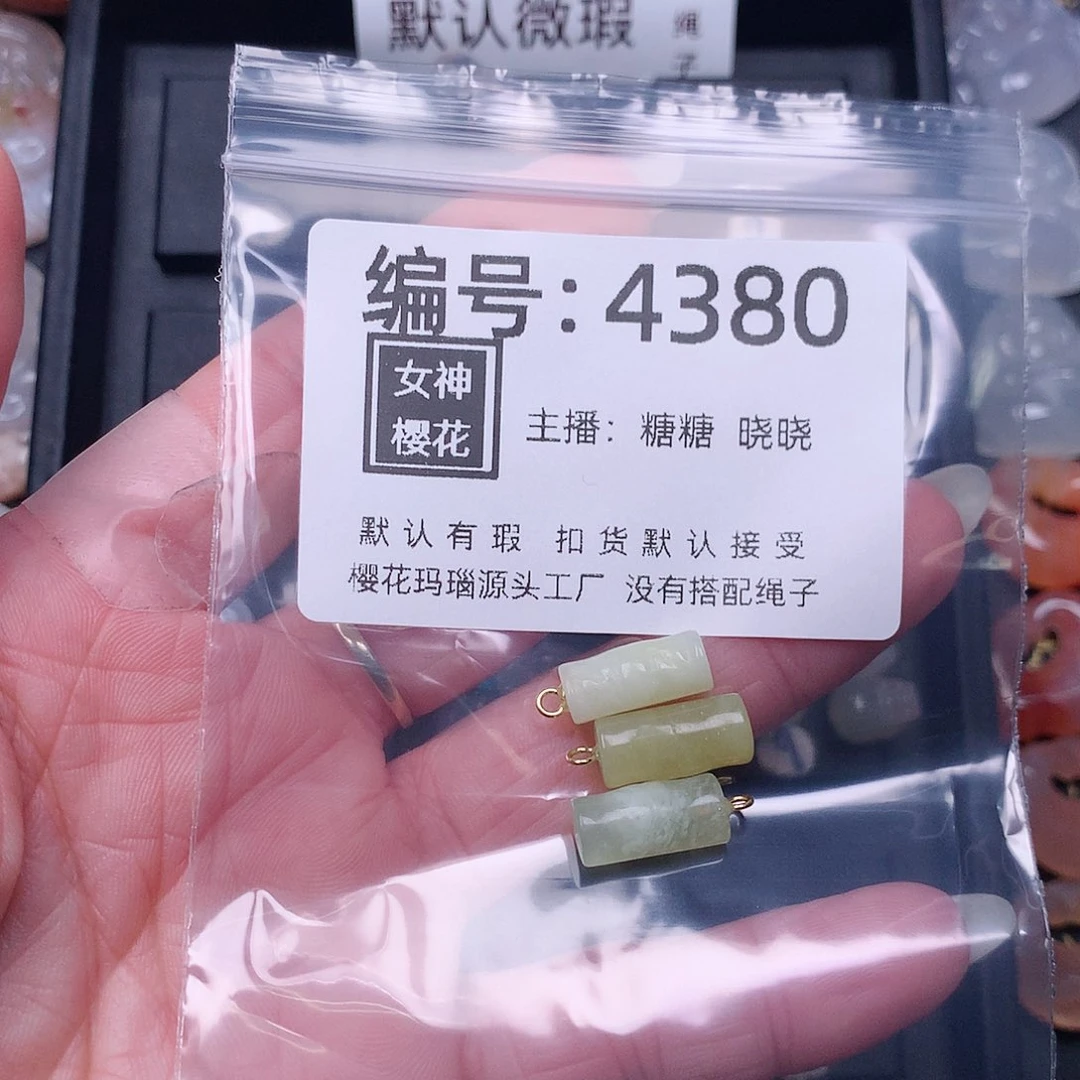 默认微瑕
绳子
编号:4380
女神
樱花
主播:糖糖 晓晓
默认有瑕 扣货默认接受
樱花玛瑙源头工厂 没有搭配绳子